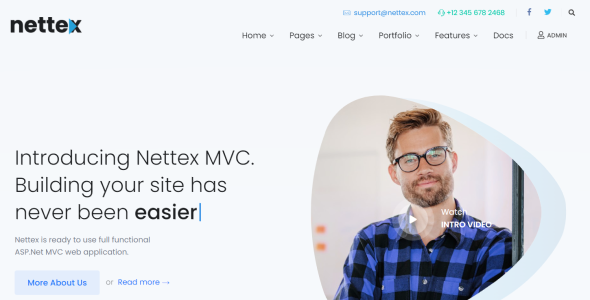 nettex
support@nettex.com
+12 345 678 2468
Home
Pages
Blog
Portfolio
Features
Docs
ADMIN
Introducing Nettex MVC.
Building your site has
never been easier
Nettex is ready to use full functional
ASP.Net MVC web application.
More About Us or Read more →
Watch
INTRO VIDEO